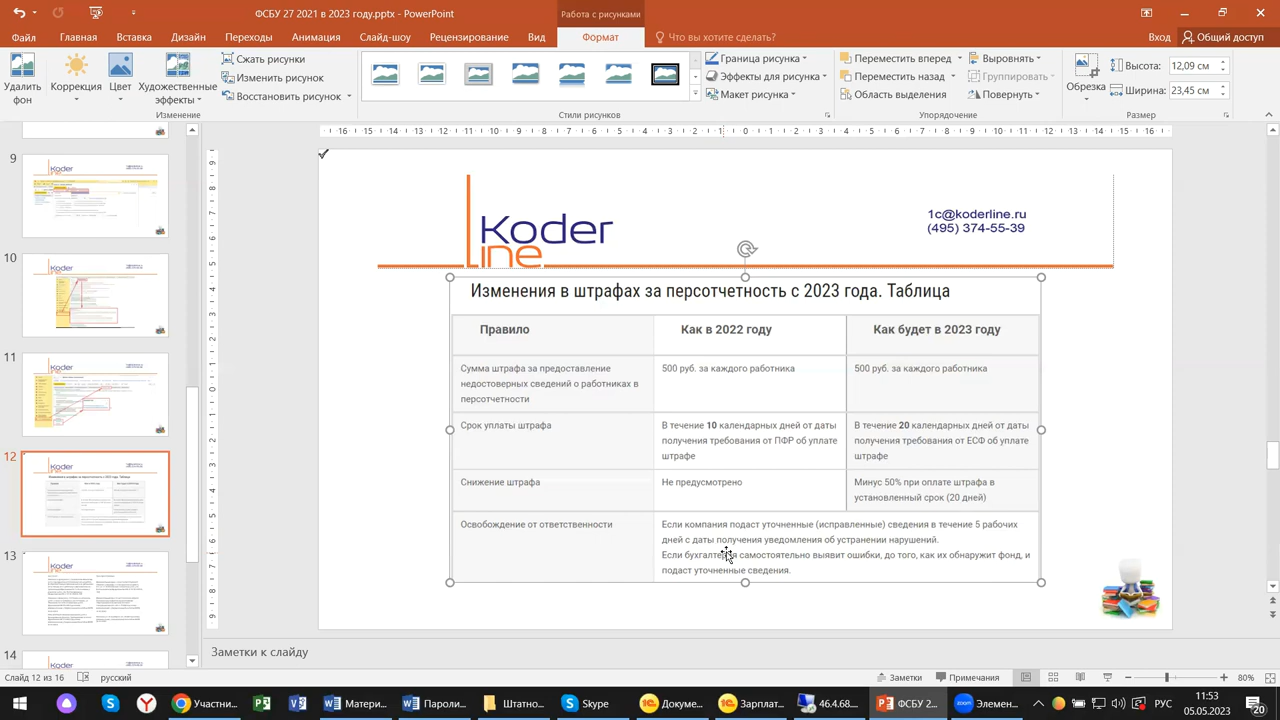 ФСБУ 27 2021 в 2023 году.pptx - PowerPoint
Работа с рисунками
Файл
Главная
Вставка
Дизайн
Переходы
Анимация
Слайд-шоу
Рецензирование
Вид
Формат
Что вы хотите сделать?
Вход
Общий доступ
Удалить фон
Коррекция
Цвет
Художественные эффекты
Сжать рисунки
Изменить рисунок
Восстановить рисунок
Изменение
Стили рисунков
Граница рисунка
Эффекты для рисунка
Макет рисунка
Переместить вперед
Переместить назад
Область выделения
Выровнять
Группировать
Повернуть
Упорядочение
Обрезка
Высота: 12,09 см
Ширина: 23,45 см
Размер
9
10
11
12
13
14
Koder
line
1c@koderline.ru
(495) 374-55-39
Изменения в штрафах за персотчетность с 2023 года. Таблица
Правило
Как в 2022 году
Как будет в 2023 году
Сумма штрафа за предоставление
недостоверных сведений о работниках в
персотчетности
500 руб. за каждого работника
500 руб. за каждого работника
Срок уплаты штрафа
В течение 10 календарных дней от даты
получения требования от ПФР об уплате
штрафе
В течение 20 календарных дней от даты
получения требования от ЕСФ об уплате
штрафе
Снижение штрафа
Не предусмотрено
Минус 50% при оплате штрафа в
установленный срок (20 дней)
Освобождение от ответственности
Если компания подаст уточненные (исправленные) сведения в течение 5 рабочих
дней с даты получения уведомления об устранении нарушений.
Если бухгалтерия самостоятельно выявит ошибки, до того, как их обнаружит фонд, и
подаст уточненные сведения.
Заметки к слайду
Слайд 12 из 16
русский
Заметки
Примечания
80%
Участни...
Матери...
Пароли...
Штатно...
Skype
Докуме...
Зарплат...
46.4.68...
ФСБУ 2...
Элемен...
РУС
11:53
05.05.2023
20